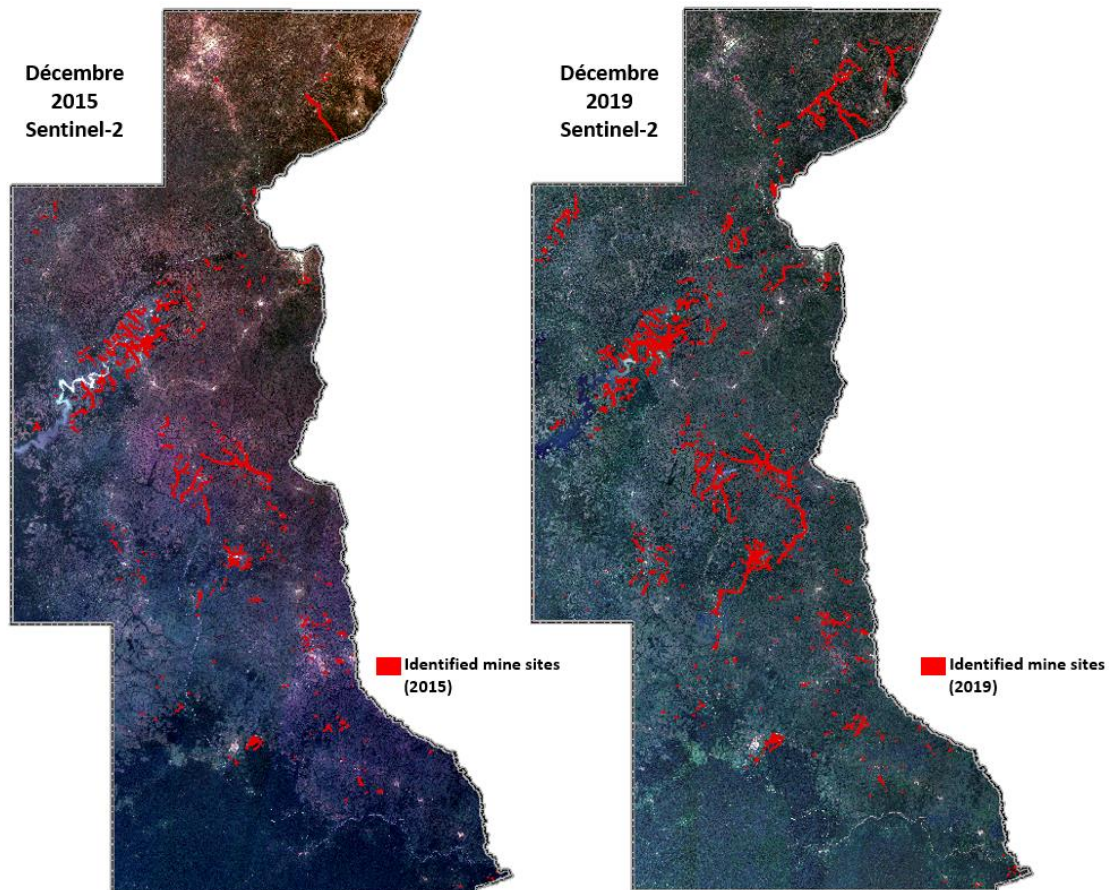 Décembre
2015
Sentinel-2
Décembre
2019
Sentinel-2
Identified mine sites
(2015)
Identified mine sites
(2019)